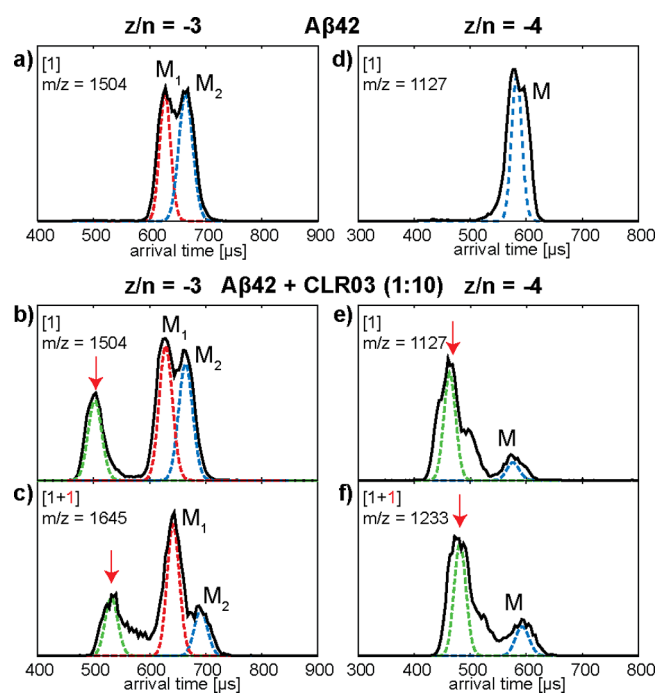 z/n = -3 Aβ42 z/n = -4
a) [1] m/z = 1504 M1 M2
400 500 600 700 800 900
arrival time [µs]
d) [1] m/z = 1127 M
300 400 500 600 700 800
arrival time [µs]
z/n = -3 Aβ42 + CLR03 (1:10) z/n = -4
b) [1] m/z = 1504 M1 M2
e) [1] m/z = 1127 M
c) [1+1] m/z = 1645 M1 M2
400 500 600 700 800 900
arrival time [µs]
f) [1+1] m/z = 1233 M
300 400 500 600 700 800
arrival time [µs]